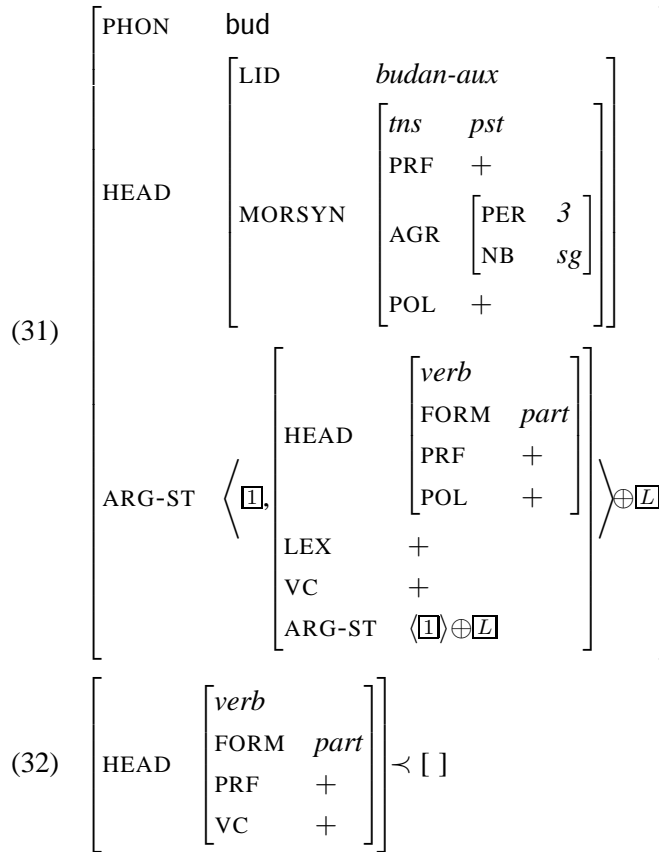 PHON bud
LID budan-aux
tns pst
PRF +
HEAD
MORSYN
PER 3
AGR
NB sg
POL +
(31)
verb
FORM part
HEAD
PRF +
POL +
ARG-ST ⟨ 1 , ⟩ ⊕ L
LEX +
VC +
ARG-ST ⟨ 1 ⟩ ⊕ L
verb
FORM part
(32) HEAD ≺ [ ]
PRF +
VC +